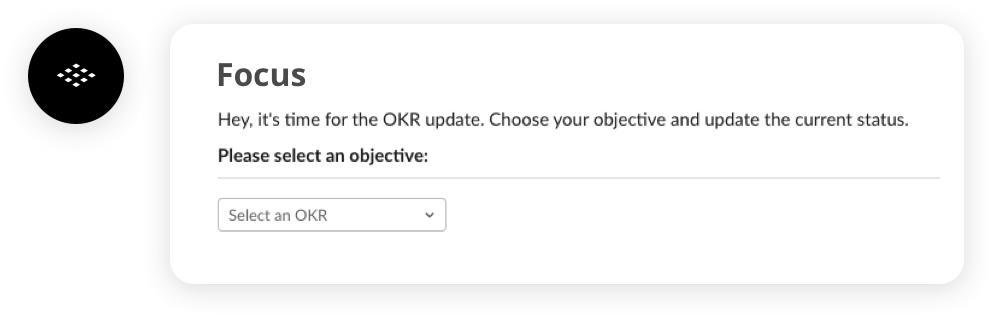 Focus
Hey, it's time for the OKR update. Choose your objective and update the current status.
Please select an objective:
Select an OKR